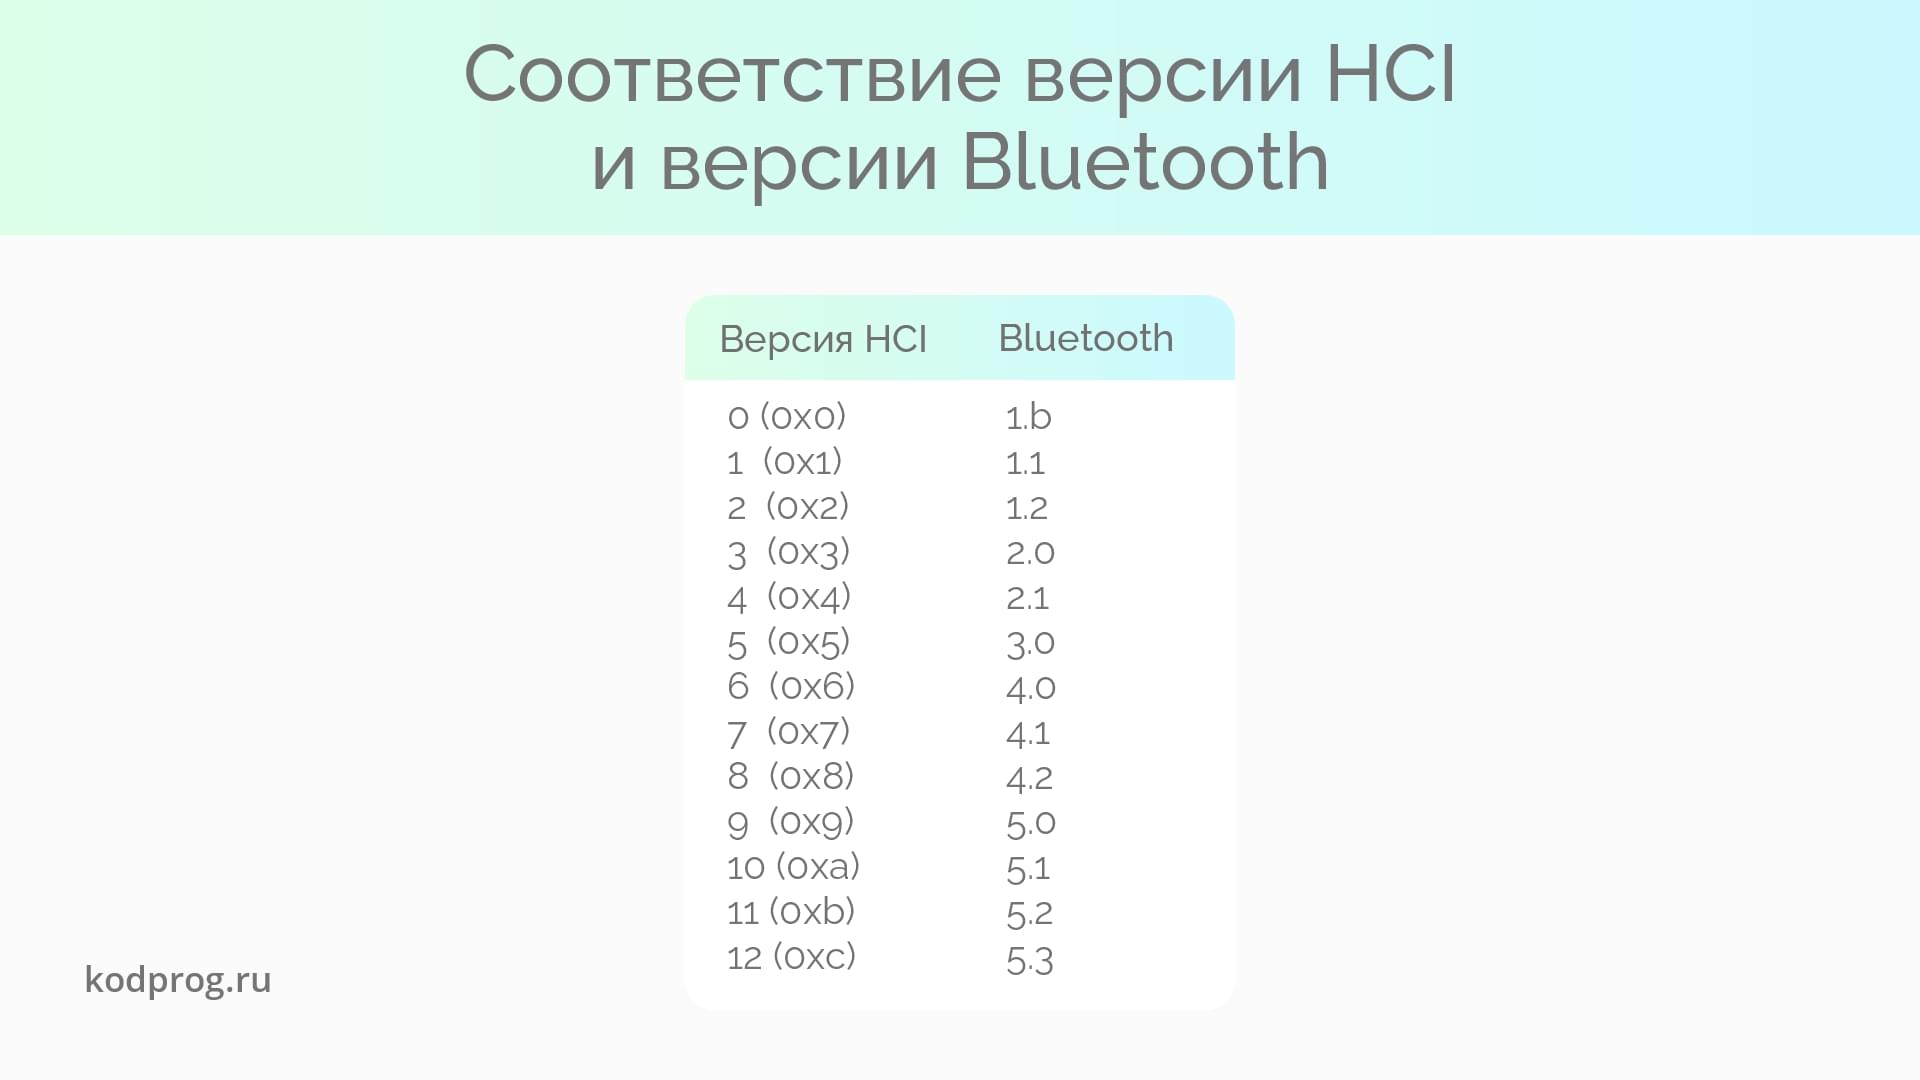 Соответствие версии HCI
и версии Bluetooth
Версия HCI Bluetooth
0 (0x0) 1.b
1 (0x1) 1.1
2 (0x2) 1.2
3 (0x3) 2.0
4 (0x4) 2.1
5 (0x5) 3.0
6 (0x6) 4.0
7 (0x7) 4.1
8 (0x8) 4.2
9 (0x9) 5.0
10 (0xa) 5.1
11 (0xb) 5.2
12 (0xc) 5.3
kodprog.ru